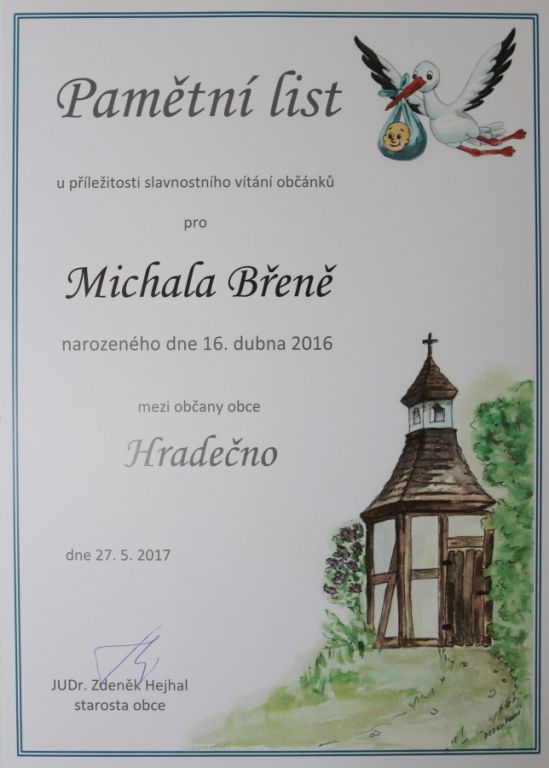 Pamětní list
u příležitosti slavnostního vítání občánků
pro
Michala Břeně
narozeného dne 16. dubna 2016
mezi občany obce
Hradečno
dne 27. 5. 2017
JUDr. Zdeněk Hejhal
starosta obce